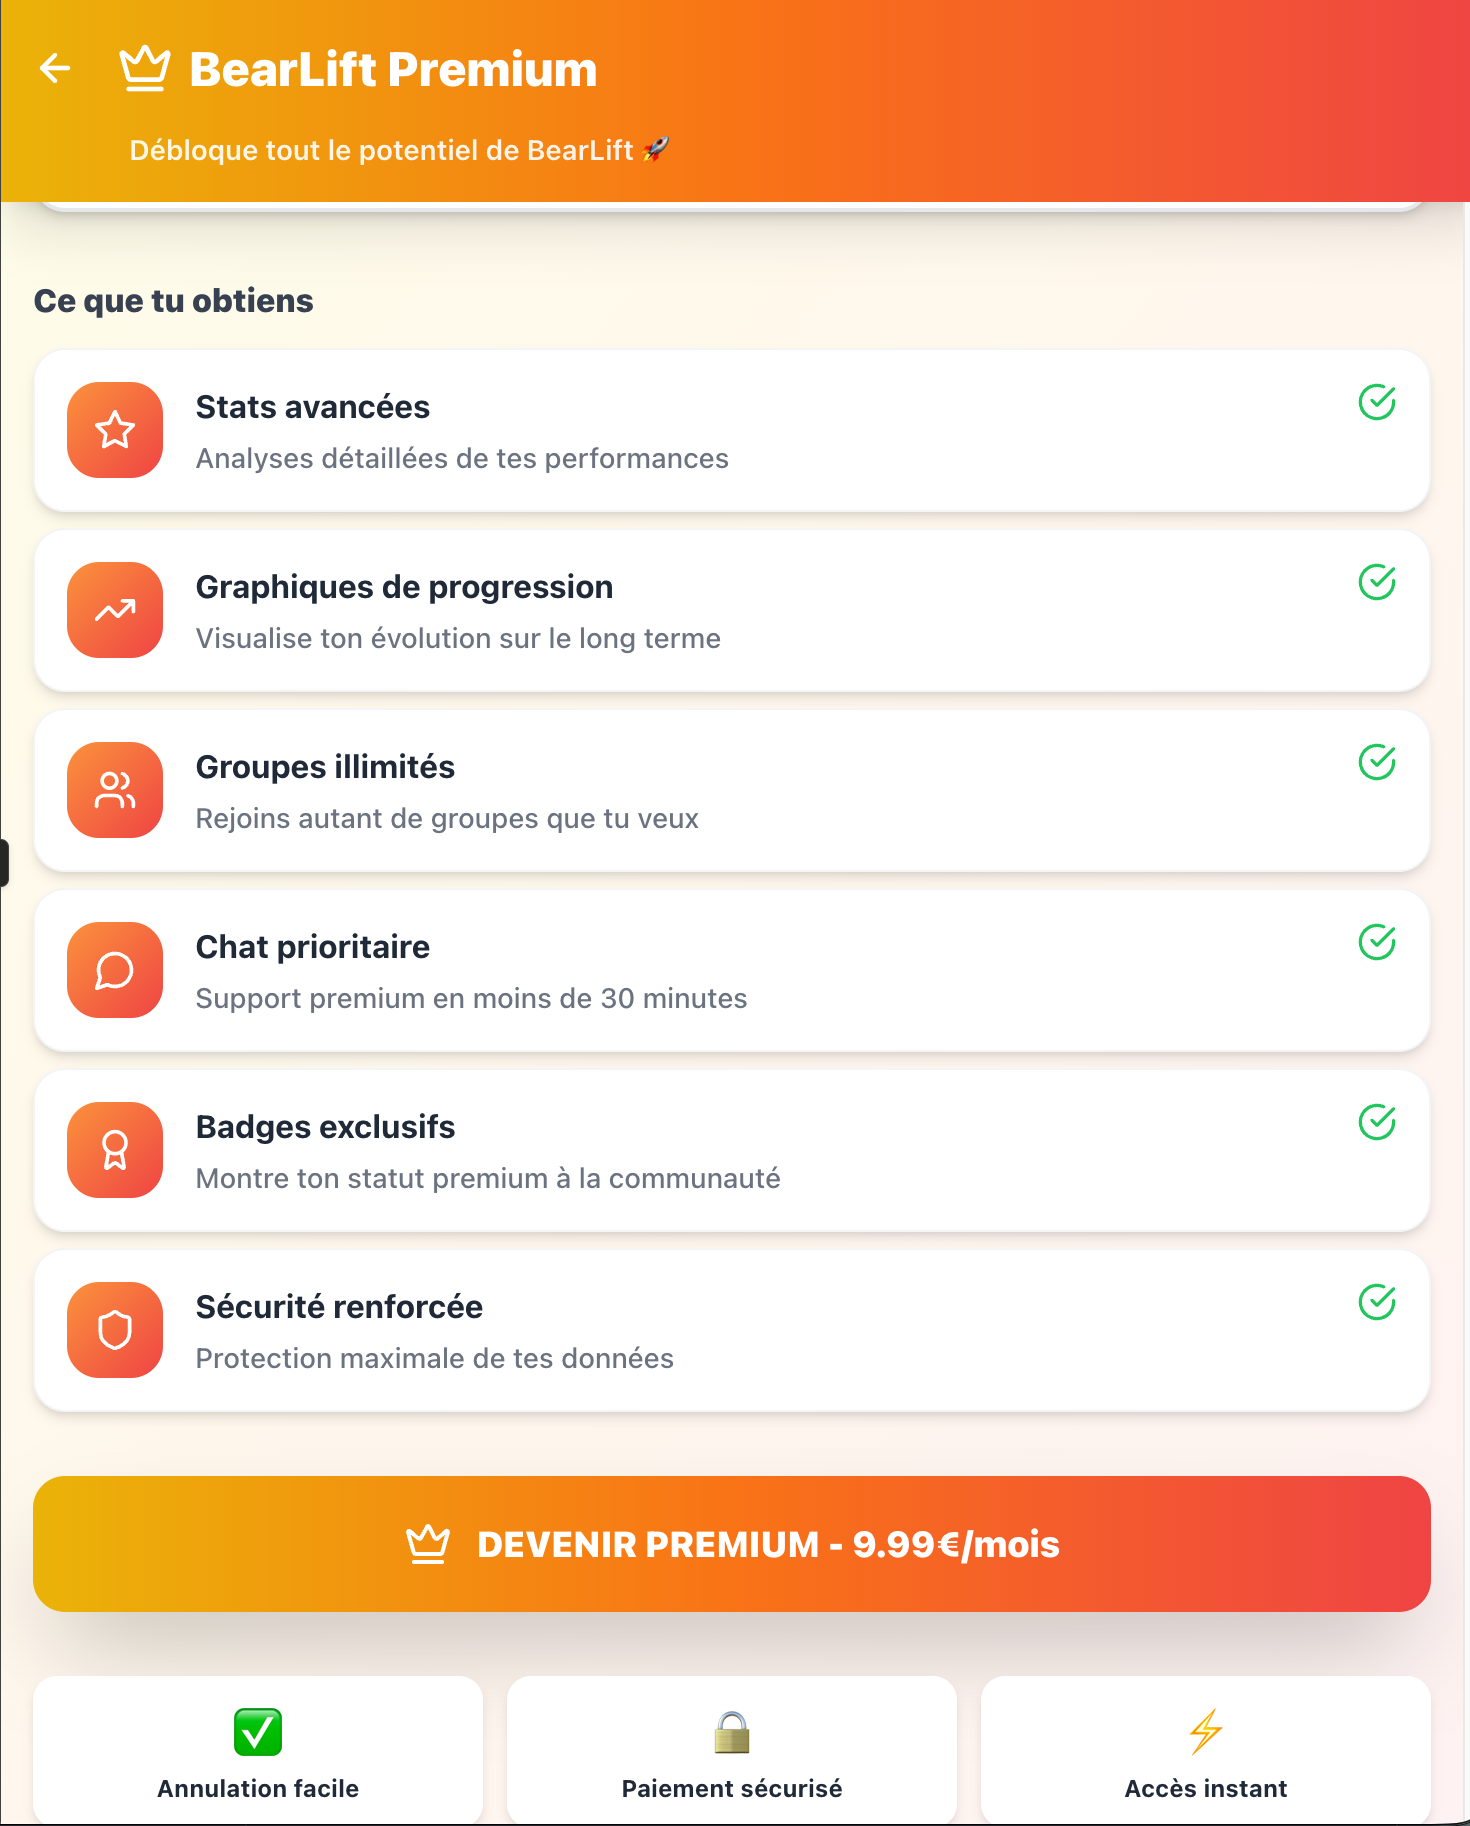 BearLift Premium
Débloque tout le potentiel de BearLift 🚀
Ce que tu obtiens
Stats avancées
Analyses détaillées de tes performances
Graphiques de progression
Visualise ton évolution sur le long terme
Groupes illimités
Rejoins autant de groupes que tu veux
Chat prioritaire
Support premium en moins de 30 minutes
Badges exclusifs
Montre ton statut premium à la communauté
Sécurité renforcée
Protection maximale de tes données
DEVENIR PREMIUM - 9.99€/mois
Annulation facile
Paiement sécurisé
Accès instant